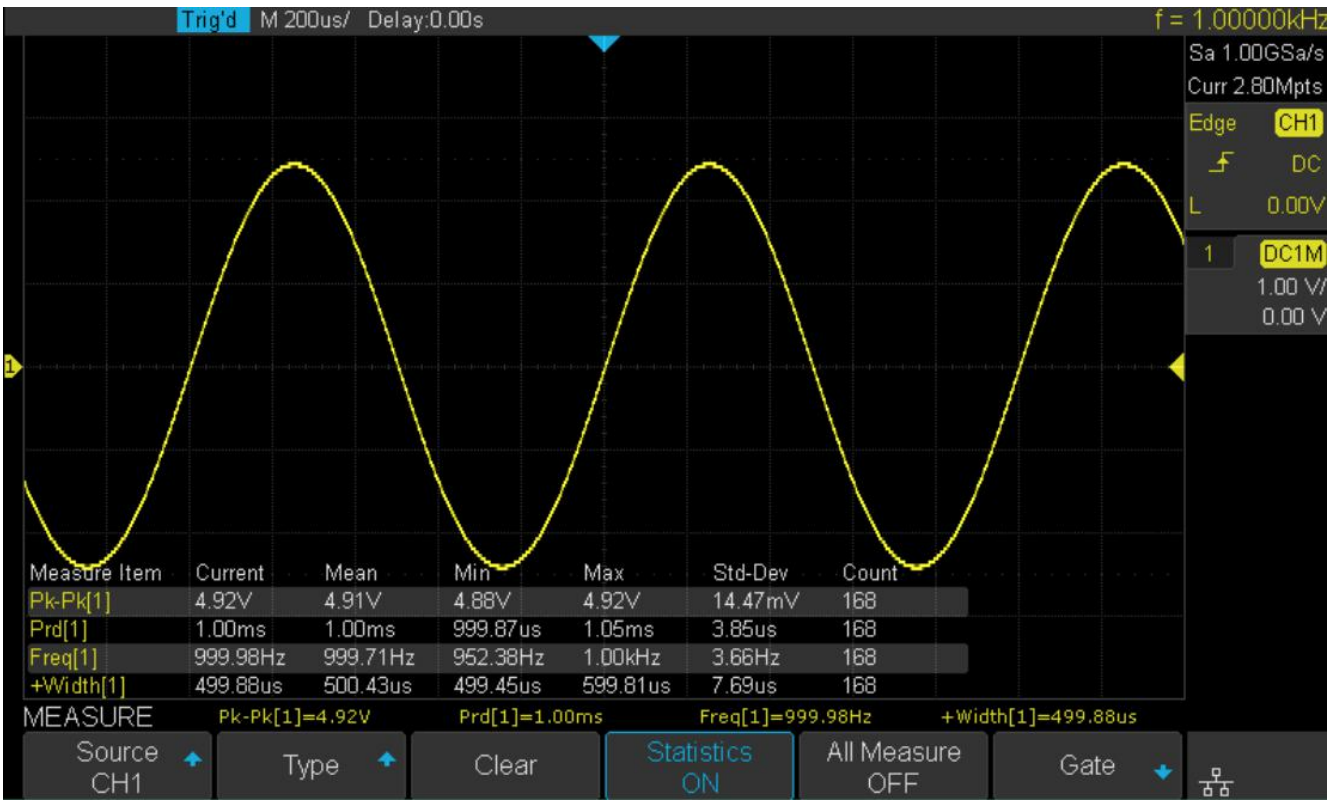 Trig'd M 200us/ Delay:0.00s f = 1.00000kHz
Sa 1.00GSa/s
Curr 2.80Mpts
Edge CH1
DC
L 0.00V
1 DC1M
1.00 V/
0.00 V
1
Measure Item Current Mean Min Max Std-Dev Count
Pk-Pk[1] 4.92V 4.91V 4.88V 4.92V 14.47mV 168
Prd[1] 1.00ms 1.00ms 999.87us 1.05ms 3.85us 168
Freq[1] 999.98Hz 999.71Hz 952.38Hz 1.00kHz 3.66Hz 168
+Width[1] 499.88us 500.43us 499.45us 599.81us 7.69us 168
MEASURE Pk-Pk[1]=4.92V Prd[1]=1.00ms Freq[1]=999.98Hz +Width[1]=499.88us
Source CH1
Type
Clear
Statistics ON
All Measure OFF
Gate